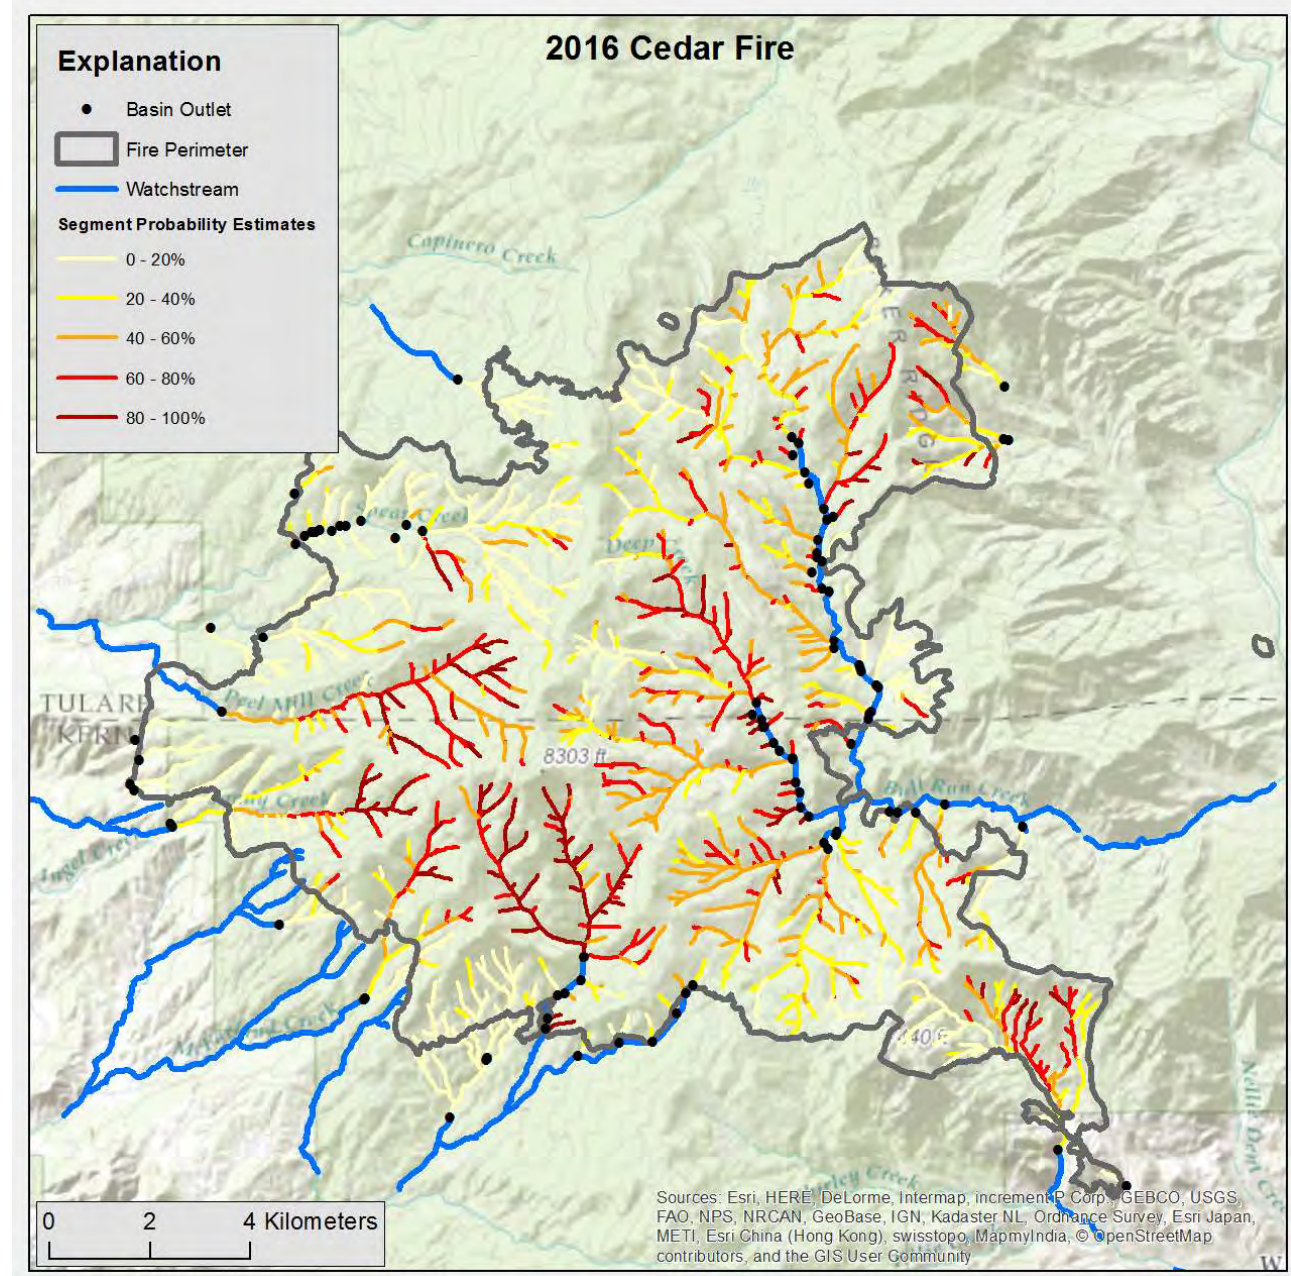 2016 Cedar Fire
Explanation
Basin Outlet
Fire Perimeter
Watchstream
Segment Probability Estimates
0 - 20%
20 - 40%
40 - 60%
60 - 80%
80 - 100%
Capinero Creek
Spear Creek
Deep Creek
Peel Mill Creek
TULARE
KERN
8303 ft
Bull Run Creek
Creek
0 2 4 Kilometers
Sources: Esri, HERE, DeLorme, Intermap, increment P Corp., GEBCO, USGS,
FAO, NPS, NRCAN, GeoBase, IGN, Kadaster NL, Ordnance Survey, Esri Japan,
METI, Esri China (Hong Kong), swisstopo, MapmyIndia, © OpenStreetMap
contributors, and the GIS User Community
W